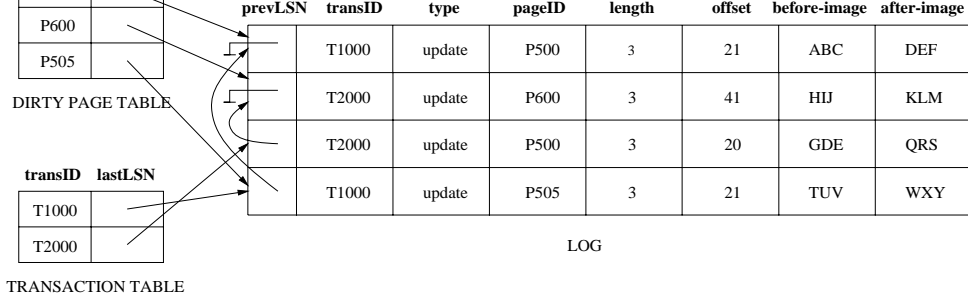 prevLSN transID type pageID length offset before-image after-image
T1000 update P500 3 21 ABC DEF
T2000 update P600 3 41 HIJ KLM
T2000 update P500 3 20 GDE QRS
T1000 update P505 3 21 TUV WXY
LOG
P600
P505
DIRTY PAGE TABLE
transID lastLSN
T1000
T2000
TRANSACTION TABLE